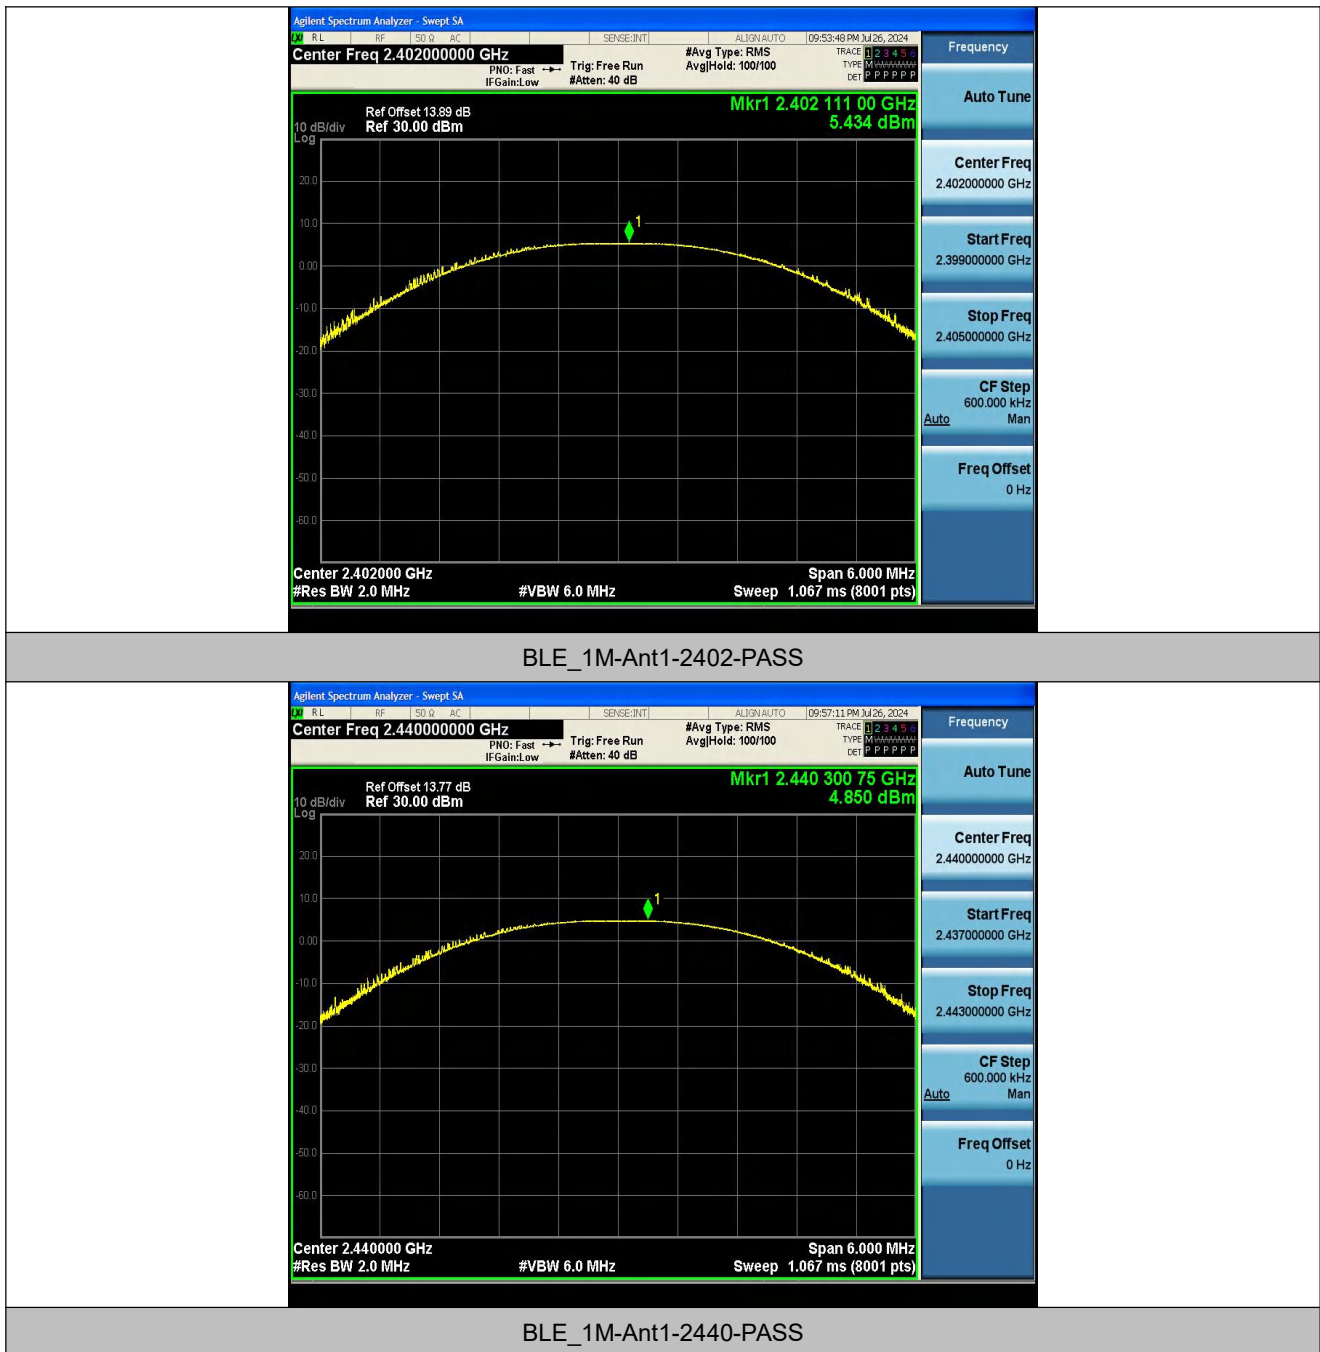 Agilent Spectrum Analyzer - Swept SA
LXI RL RF 50 Ω AC SENSE:INT ALIGN AUTO 09:53:48 PM Jul 26, 2024
Center Freq 2.402000000 GHz
PNO: Fast
IFGain:Low
Trig: Free Run
#Atten: 40 dB
#Avg Type: RMS
Avg|Hold: 100/100
TRACE 1 2 3 4 5 6
TYPE M
DET P P P P P P
Frequency
Auto Tune
Center Freq
2.402000000 GHz
Start Freq
2.399000000 GHz
Stop Freq
2.405000000 GHz
CF Step
600.000 kHz
Auto Man
Freq Offset
0 Hz
Mkr1 2.402 111 00 GHz
5.434 dBm
Ref Offset 13.89 dB
10 dB/div Ref 30.00 dBm
Log
20.0
10.0
0.00
-10.0
-20.0
-30.0
-40.0
-50.0
-60.0
1
Center 2.402000 GHz Span 6.000 MHz
#Res BW 2.0 MHz #VBW 6.0 MHz Sweep 1.067 ms (8001 pts)
BLE_1M-Ant1-2402-PASS
Agilent Spectrum Analyzer - Swept SA
LXI RL RF 50 Ω AC SENSE:INT ALIGN AUTO 09:57:11 PM Jul 26, 2024
Center Freq 2.440000000 GHz
PNO: Fast
IFGain:Low
Trig: Free Run
#Atten: 40 dB
#Avg Type: RMS
Avg|Hold: 100/100
TRACE 1 2 3 4 5 6
TYPE M
DET P P P P P P
Frequency
Auto Tune
Center Freq
2.440000000 GHz
Start Freq
2.437000000 GHz
Stop Freq
2.443000000 GHz
CF Step
600.000 kHz
Auto Man
Freq Offset
0 Hz
Mkr1 2.440 300 75 GHz
4.850 dBm
Ref Offset 13.77 dB
10 dB/div Ref 30.00 dBm
Log
20.0
10.0
0.00
-10.0
-20.0
-30.0
-40.0
-50.0
-60.0
1
Center 2.440000 GHz Span 6.000 MHz
#Res BW 2.0 MHz #VBW 6.0 MHz Sweep 1.067 ms (8001 pts)
BLE_1M-Ant1-2440-PASS